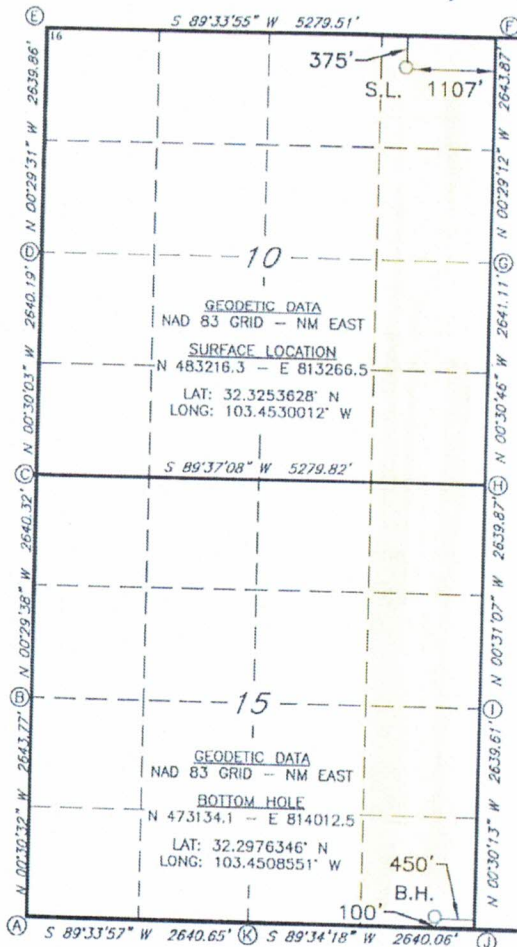 S 89°33'55" W 5279.51'
E
F
16
375'
S.L. 1107'
N 00°29'31" W 2639.86'
N 00°29'12" W 2643.87'
D
10
G
GEODETIC DATA
NAD 83 GRID - NM EAST
SURFACE LOCATION
N 483216.3 - E 813266.5
LAT: 32.3253628° N
LONG: 103.4530012° W
N 00°30'03" W 2640.19'
N 00°30'46" W 2641.11'
C
S 89°37'08" W 5279.82'
H
N 00°29'38" W 2640.32'
N 00°31'07" W 2639.87'
B
15
I
GEODETIC DATA
NAD 83 GRID - NM EAST
BOTTOM HOLE
N 473134.1 - E 814012.5
LAT: 32.2976346° N
LONG: 103.4508551° W
N 00°30'32" W 2643.77'
N 00°30'13" W 2639.61'
450'
B.H.
100'
A
S 89°33'57" W 2640.65'
K
S 89°34'18" W 2640.06'
J